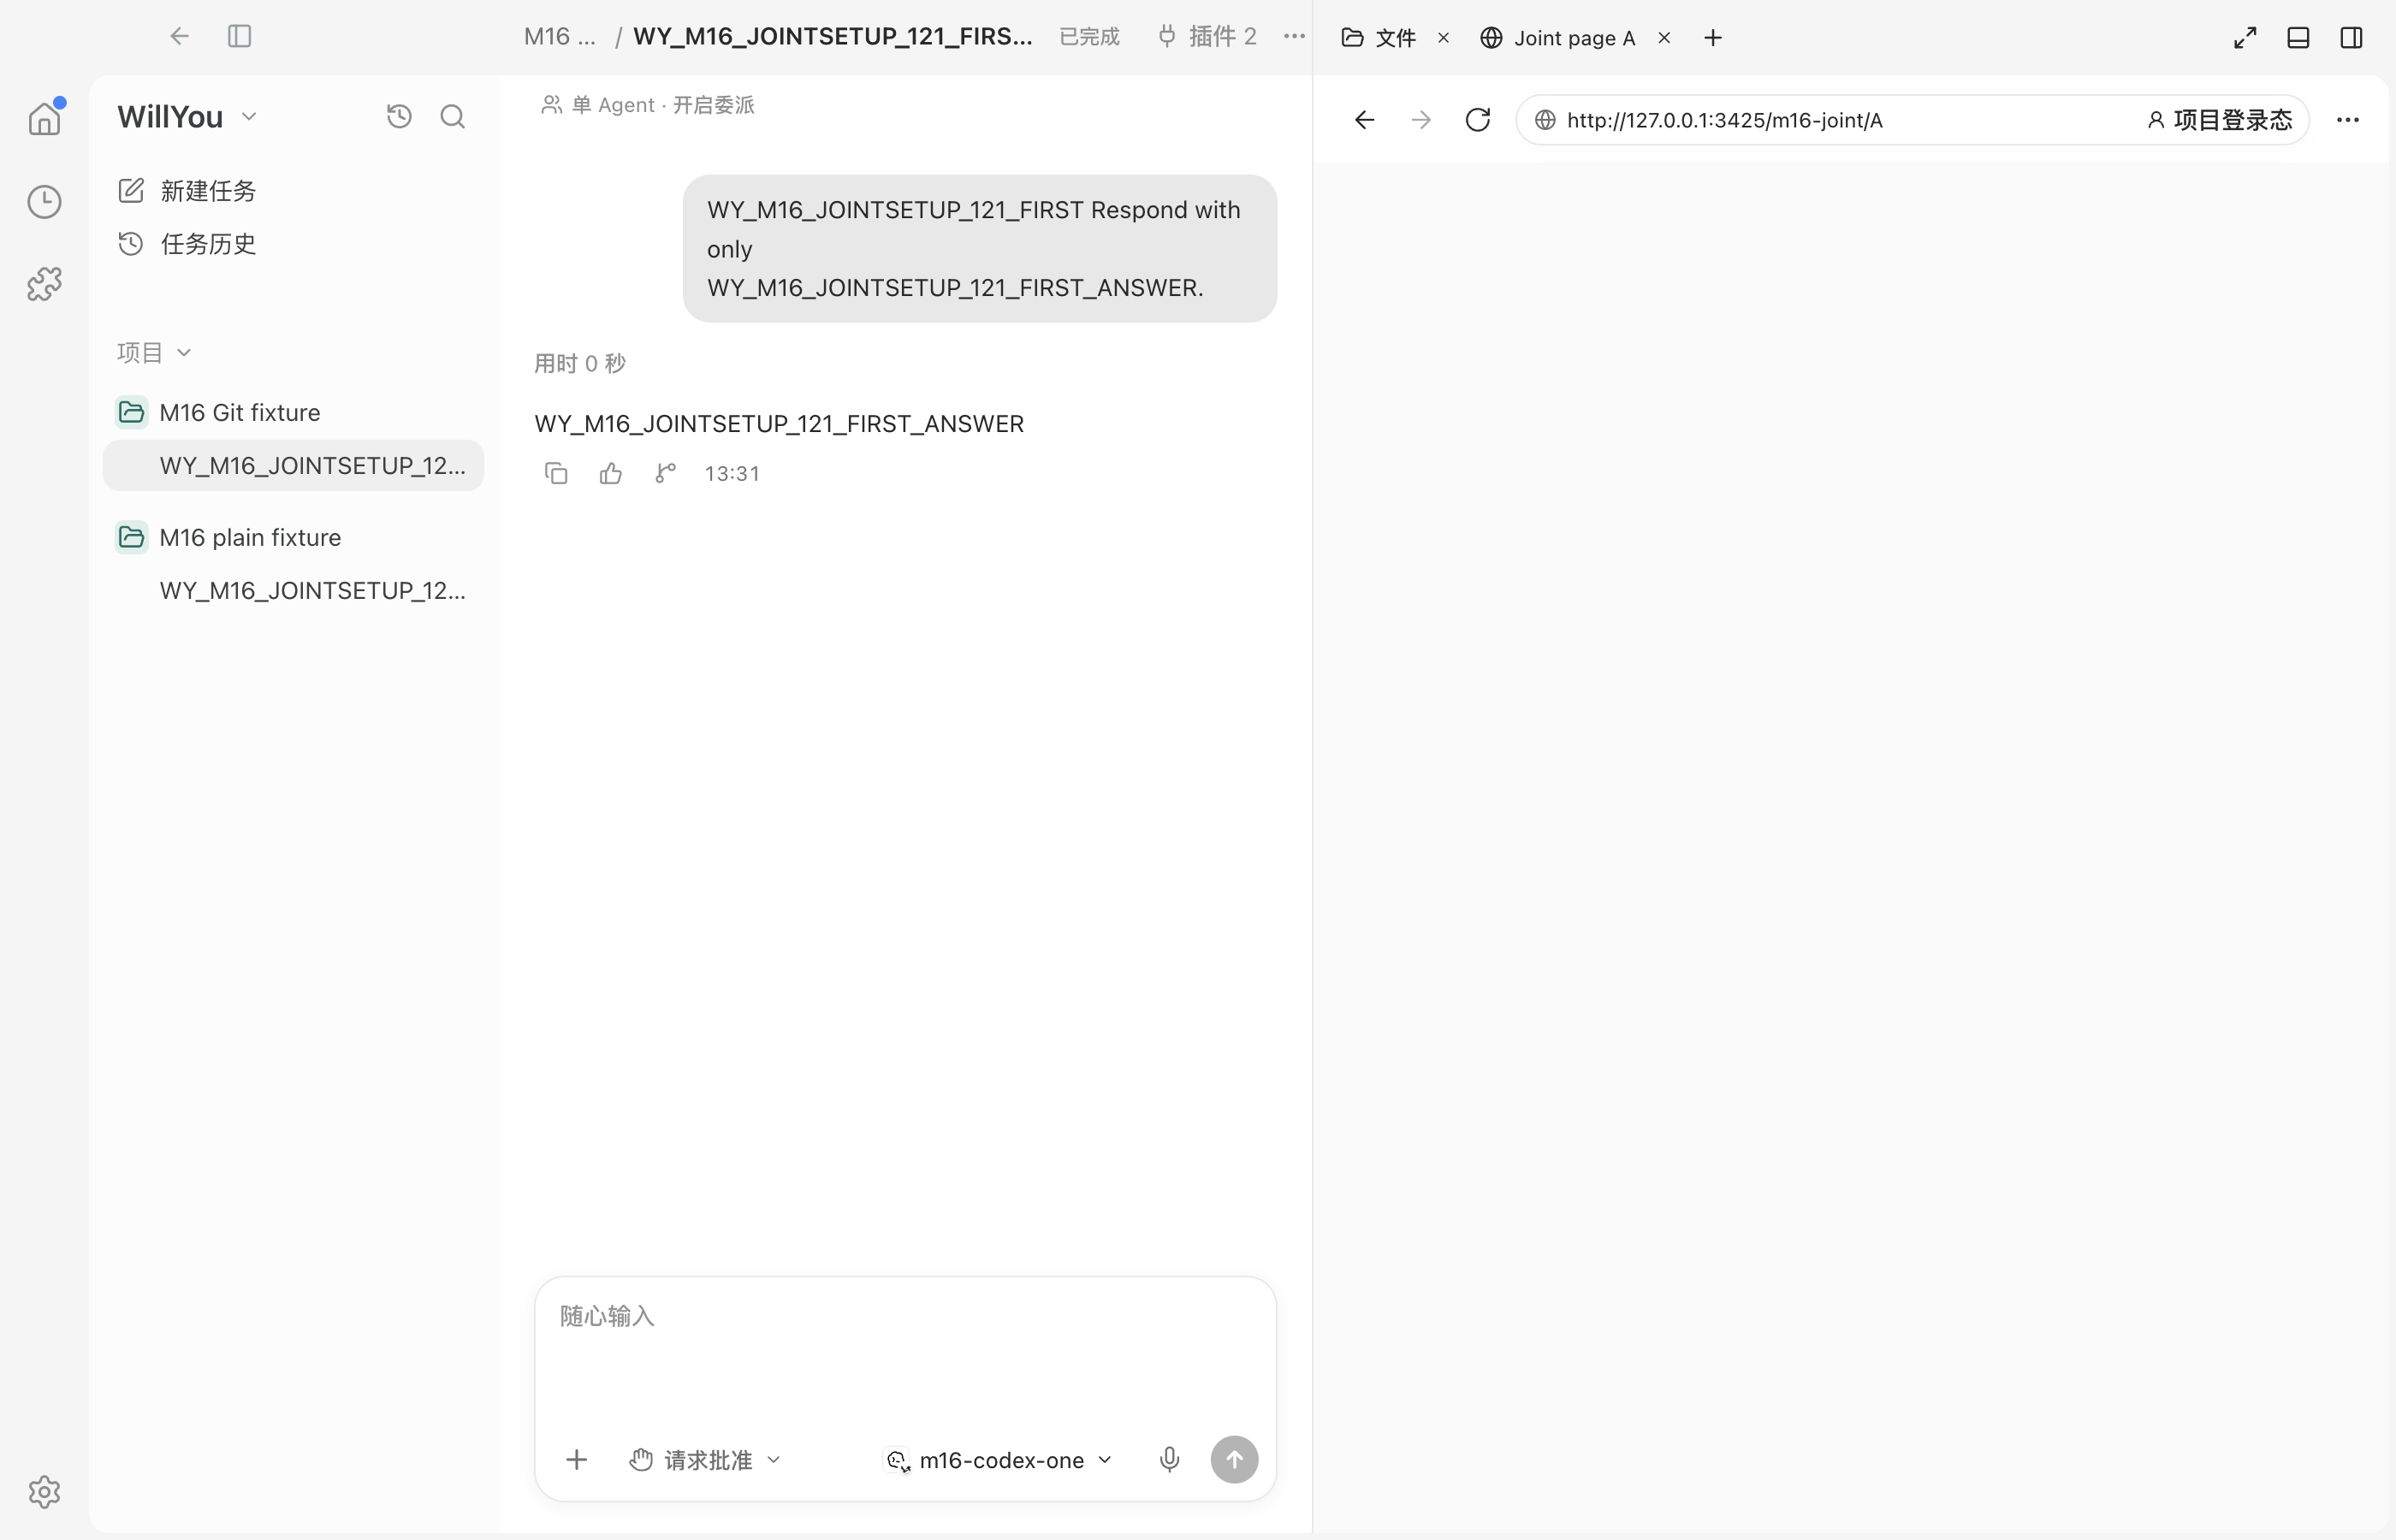 M16 ... / WY_M16_JOINTSETUP_121_FIRS... 已完成 插件 2
文件 Joint page A
WillYou
新建任务
任务历史
项目
M16 Git fixture
WY_M16_JOINTSETUP_12...
M16 plain fixture
WY_M16_JOINTSETUP_12...
单 Agent · 开启委派
WY_M16_JOINTSETUP_121_FIRST Respond with
only
WY_M16_JOINTSETUP_121_FIRST_ANSWER.
用时 0 秒
WY_M16_JOINTSETUP_121_FIRST_ANSWER
13:31
随心输入
请求批准 m16-codex-one
http://127.0.0.1:3425/m16-joint/A 项目登录态